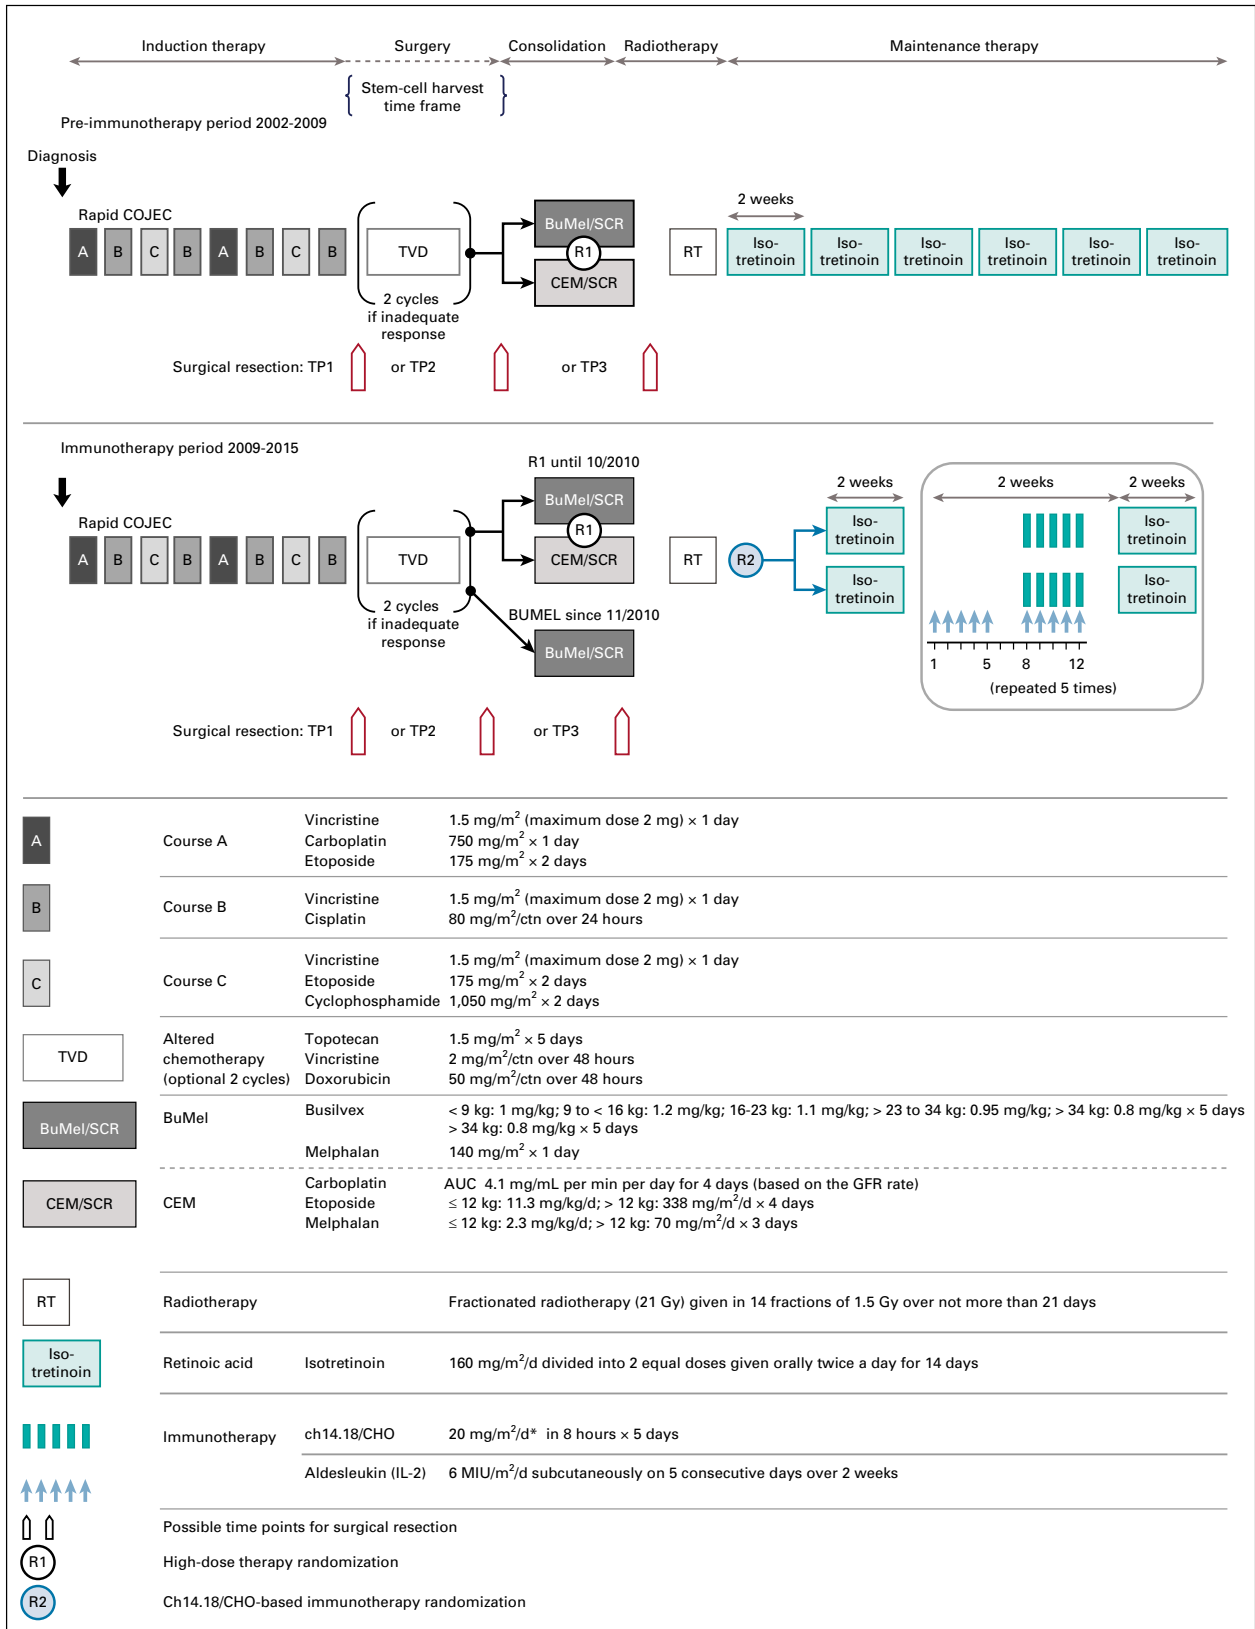 Induction therapy Surgery Consolidation Radiotherapy Maintenance therapy
Stem-cell harvest
time frame
Pre-immunotherapy period 2002-2009
Diagnosis
Rapid COJEC
2 weeks
A B C B A B C B
TVD
BuMel/SCR
R1
CEM/SCR
RT
Iso-
tretinoin
Iso-
tretinoin
Iso-
tretinoin
Iso-
tretinoin
Iso-
tretinoin
Iso-
tretinoin
2 cycles
if inadequate
response
Surgical resection: TP1 or TP2 or TP3
Immunotherapy period 2009-2015
R1 until 10/2010
Rapid COJEC
A B C B A B C B
TVD
BuMel/SCR
R1
CEM/SCR
RT
R2
2 weeks
Iso-
tretinoin
Iso-
tretinoin
2 weeks
2 weeks
Iso-
tretinoin
Iso-
tretinoin
2 cycles
if inadequate
response
BUMEL since 11/2010
BuMel/SCR
1 5 8 12
(repeated 5 times)
Surgical resection: TP1 or TP2 or TP3
A Course A Vincristine 1.5 mg/m² (maximum dose 2 mg) × 1 day
Carboplatin 750 mg/m² × 1 day
Etoposide 175 mg/m² × 2 days
B Course B Vincristine 1.5 mg/m² (maximum dose 2 mg) × 1 day
Cisplatin 80 mg/m²/ctn over 24 hours
C Course C Vincristine 1.5 mg/m² (maximum dose 2 mg) × 1 day
Etoposide 175 mg/m² × 2 days
Cyclophosphamide 1,050 mg/m² × 2 days
TVD Altered Topotecan 1.5 mg/m² × 5 days
chemotherapy Vincristine 2 mg/m²/ctn over 48 hours
(optional 2 cycles) Doxorubicin 50 mg/m²/ctn over 48 hours
BuMel/SCR BuMel Busilvex < 9 kg: 1 mg/kg; 9 to < 16 kg: 1.2 mg/kg; 16-23 kg: 1.1 mg/kg; > 23 to 34 kg: 0.95 mg/kg; > 34 kg: 0.8 mg/kg × 5 days
> 34 kg: 0.8 mg/kg × 5 days
Melphalan 140 mg/m² × 1 day
CEM/SCR CEM Carboplatin AUC 4.1 mg/mL per min per day for 4 days (based on the GFR rate)
Etoposide ≤ 12 kg: 11.3 mg/kg/d; > 12 kg: 338 mg/m²/d × 4 days
Melphalan ≤ 12 kg: 2.3 mg/kg/d; > 12 kg: 70 mg/m²/d × 3 days
RT Radiotherapy Fractionated radiotherapy (21 Gy) given in 14 fractions of 1.5 Gy over not more than 21 days
Iso-
tretinoin Retinoic acid Isotretinoin 160 mg/m²/d divided into 2 equal doses given orally twice a day for 14 days
Immunotherapy ch14.18/CHO 20 mg/m²/d* in 8 hours × 5 days
Aldesleukin (IL-2) 6 MIU/m²/d subcutaneously on 5 consecutive days over 2 weeks
Possible time points for surgical resection
R1 High-dose therapy randomization
R2 Ch14.18/CHO-based immunotherapy randomization